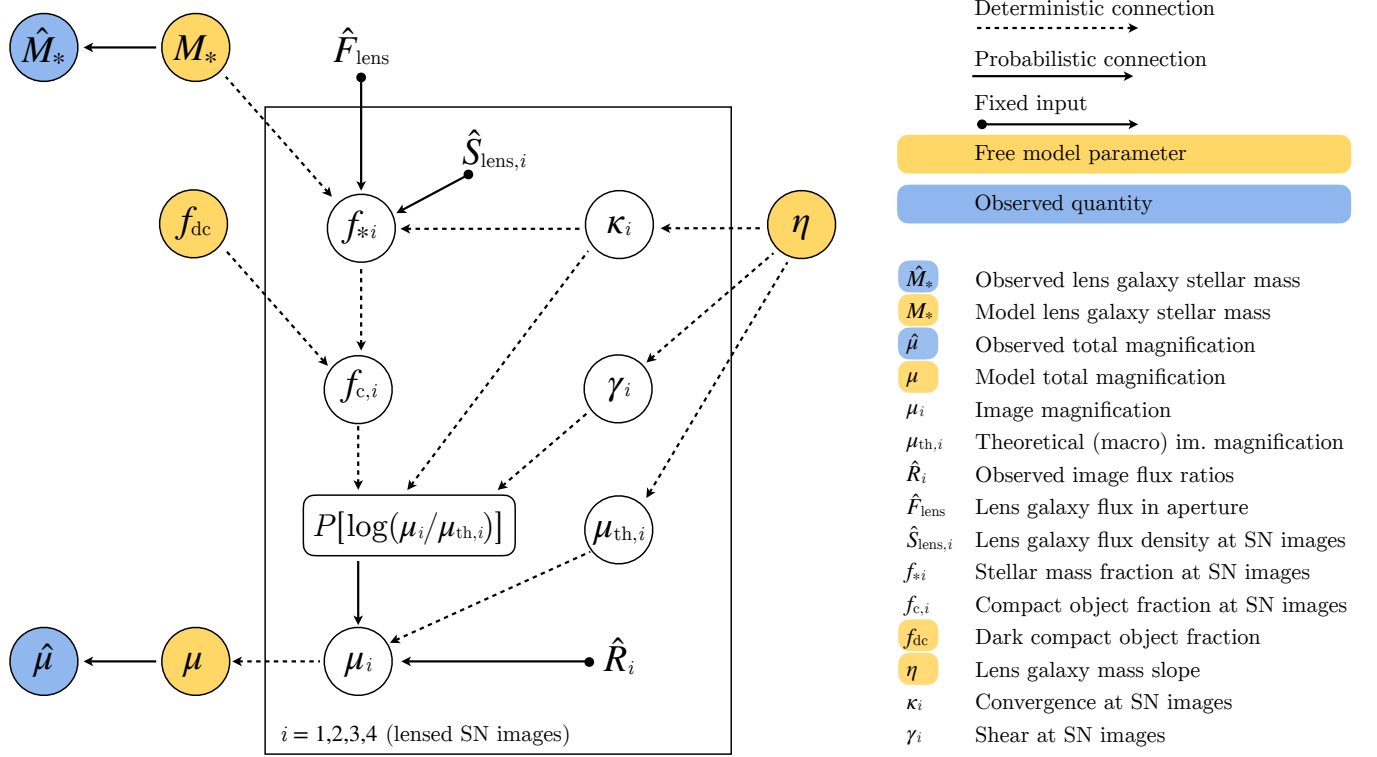 M̂* M* F̂lens
Ŝlens,i
fdc f*i κi η
fc,i γi
P[log(μi/μth,i)] μth,i
μ̂ μ μi R̂i
i = 1,2,3,4 (lensed SN images)
Deterministic connection
Probabilistic connection
Fixed input
Free model parameter
Observed quantity
M̂* Observed lens galaxy stellar mass
M* Model lens galaxy stellar mass
μ̂ Observed total magnification
μ Model total magnification
μi Image magnification
μth,i Theoretical (macro) im. magnification
R̂i Observed image flux ratios
F̂lens Lens galaxy flux in aperture
Ŝlens,i Lens galaxy flux density at SN images
f*i Stellar mass fraction at SN images
fc,i Compact object fraction at SN images
fdc Dark compact object fraction
η Lens galaxy mass slope
κi Convergence at SN images
γi Shear at SN images